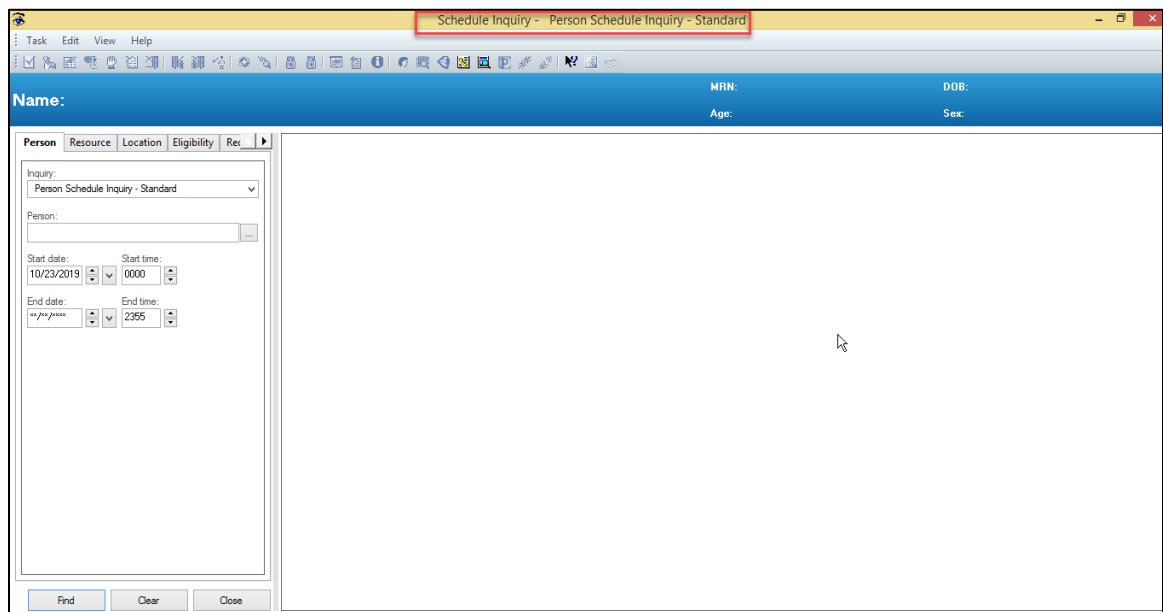 Schedule Inquiry - Person Schedule Inquiry - Standard
Task Edit View Help
Name:
MRN:
DOB:
Age:
Sex:
Person Resource Location Eligibility
Inquiry:
Person Schedule Inquiry - Standard
Person:
...
Start date: Start time:
10/23/2019 0000
End date: End time:
**/**/**** 2355
Find Clear Close